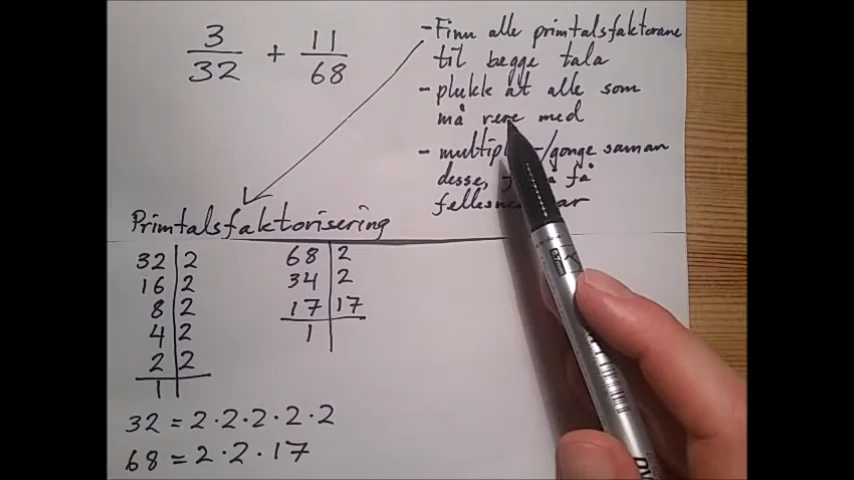 3/32 + 11/68
-Finn alle primtalsfaktorane
til begge tala
-plukk ut alle som
må vere med
-multipl /gonge saman
desse, få
fellesne ar
Primtalsfaktorisering
32 | 2
16 | 2
8 | 2
4 | 2
2 | 2
1
68 | 2
34 | 2
17 | 17
1
32 = 2·2·2·2·2
68 = 2·2·17